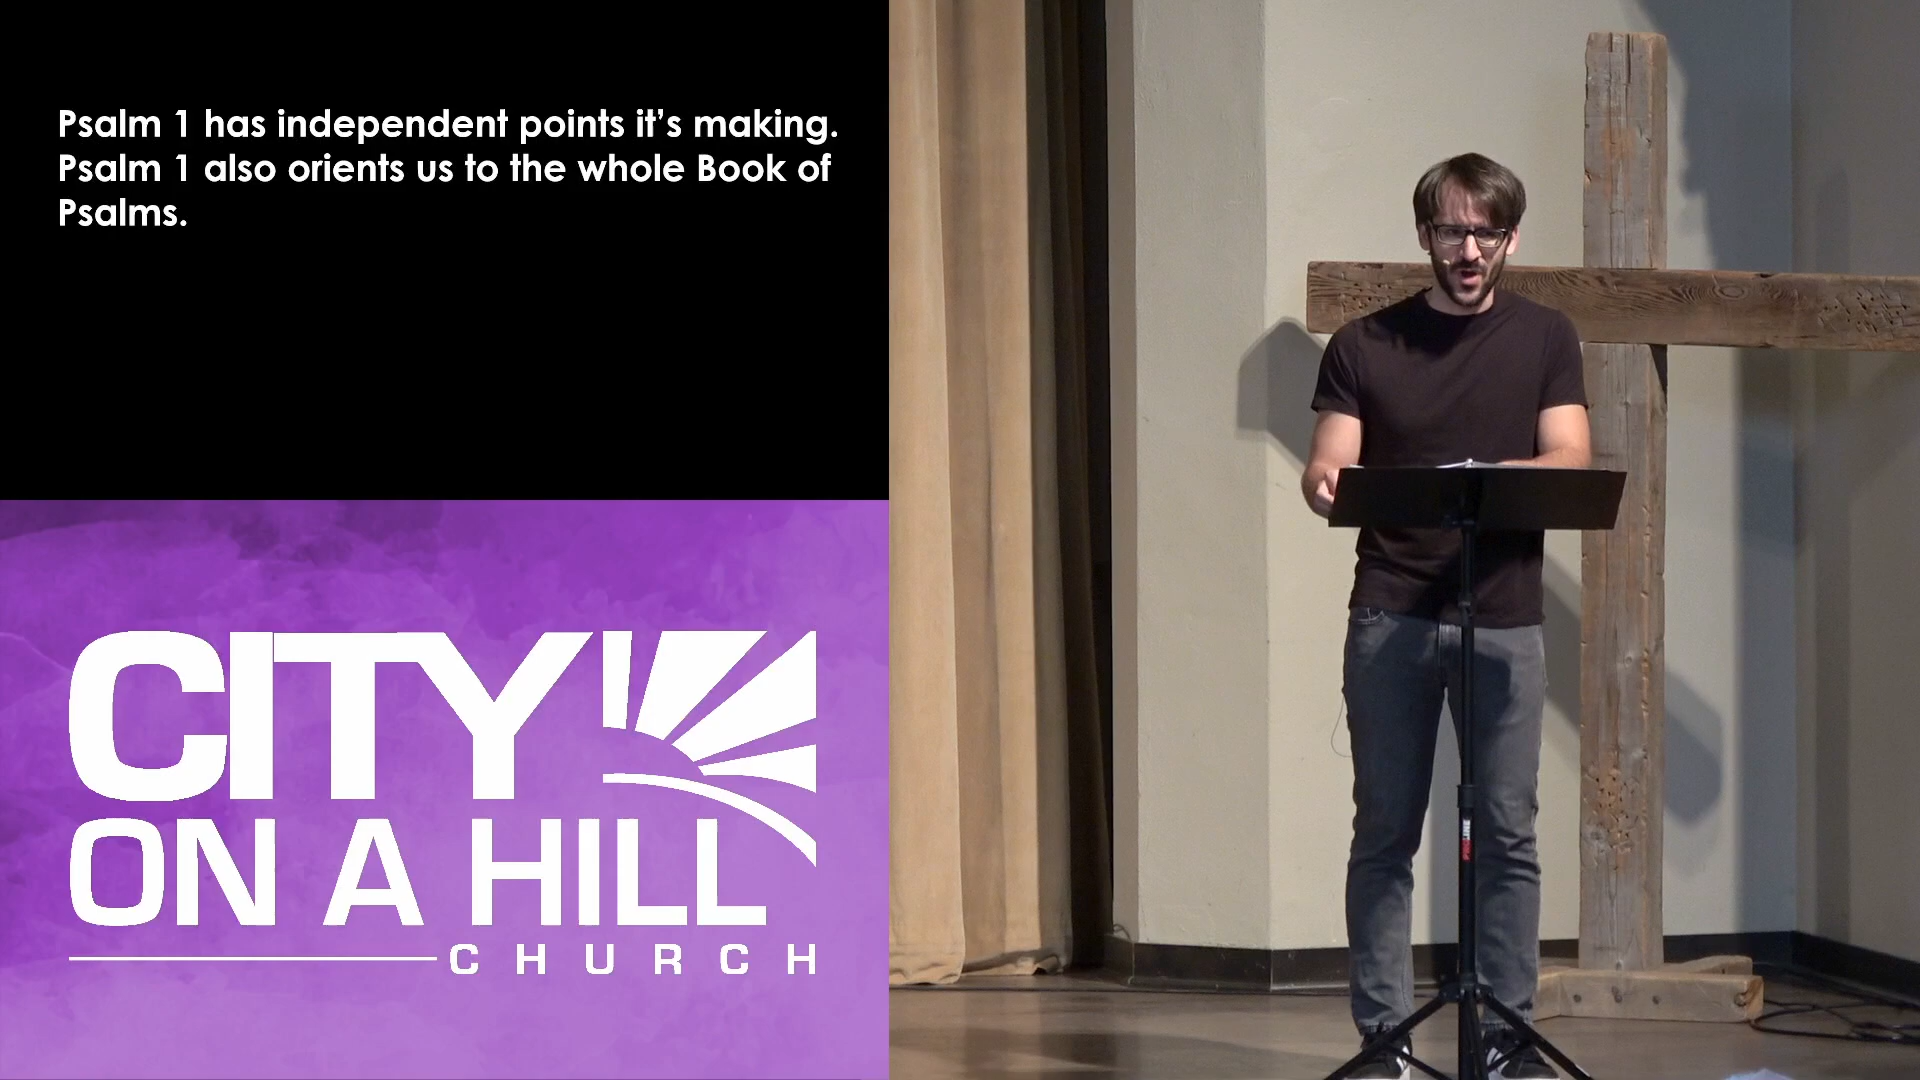 Psalm 1 has independent points it’s making.
Psalm 1 also orients us to the whole Book of
Psalms.
CITY
ON A HILL
CHURCH
PROLINE